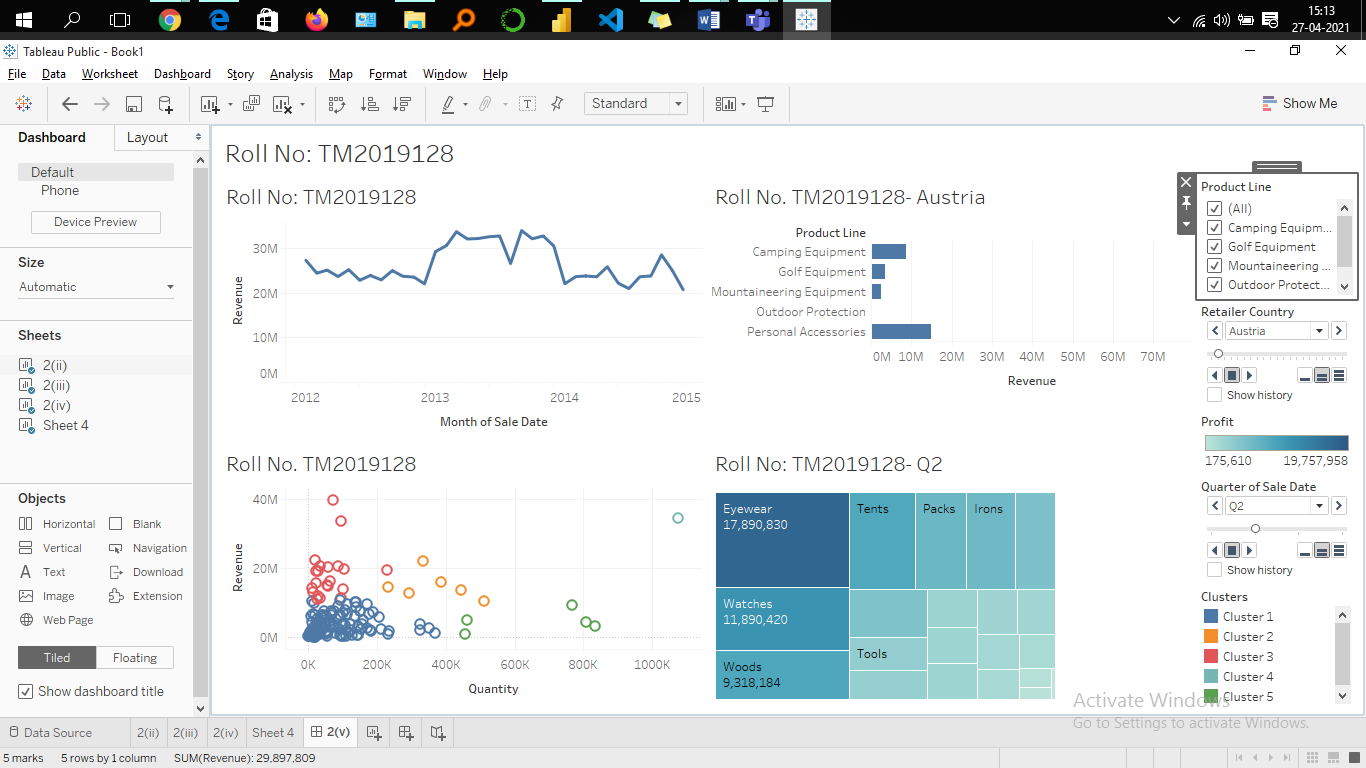 15:13
27-04-2021
Tableau Public - Book1
File Data Worksheet Dashboard Story Analysis Map Format Window Help
Standard
Show Me
Dashboard Layout
Default
Phone
Device Preview
Size
Automatic
Sheets
2(ii)
2(iii)
2(iv)
Sheet 4
Objects
Horizontal Blank
Vertical Navigation
A Text Download
Image Extension
Web Page
Tiled Floating
Show dashboard title
Roll No: TM2019128
Roll No: TM2019128
30M
20M
10M
0M
Revenue
2012 2013 2014 2015
Month of Sale Date
Roll No. TM2019128- Austria
Product Line
Camping Equipment
Golf Equipment
Mountaineering Equipment
Outdoor Protection
Personal Accessories
0M 10M 20M 30M 40M 50M 60M 70M
Revenue
Roll No. TM2019128
40M
20M
0M
Revenue
0K 200K 400K 600K 800K 1000K
Quantity
Roll No: TM2019128- Q2
Eyewear
17,890,830
Watches
11,890,420
Woods
9,318,184
Tents Packs Irons
Tools
Product Line
(All)
Camping Equipm...
Golf Equipment
Mountaineering ...
Outdoor Protect...
Retailer Country
Austria
Show history
Profit
175,610 19,757,958
Quarter of Sale Date
Q2
Show history
Clusters
Cluster 1
Cluster 2
Cluster 3
Cluster 4
Cluster 5
Activate Windows
Go to Settings to activate Windows.
Data Source 2(ii) 2(iii) 2(iv) Sheet 4 2(v)
5 marks 5 rows by 1 column SUM(Revenue): 29,897,809